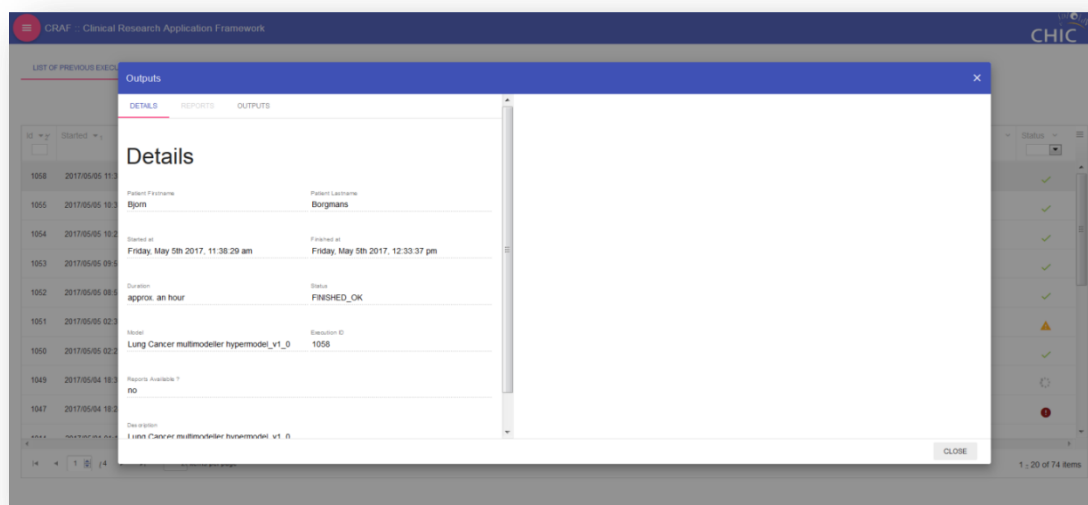 CRAF :: Clinical Research Application Framework
CHIC
LIST OF PREVIOUS EXECU
Outputs
DETAILS REPORTS OUTPUTS
Id Started Status
Details
Patient Firstname Patient Lastname
Bjorn Borgmans
Started at Finished at
Friday, May 5th 2017, 11:38:29 am Friday, May 5th 2017, 12:33:37 pm
Duration Status
approx. an hour FINISHED_OK
Model Execution ID
Lung Cancer multimodeller hypermodel_v1_0 1058
Reports Available ?
no
Description
Lung Cancer multimodeller hypermodel_v1_0
1058 2017/05/05 11:3
1055 2017/05/05 10:3
1054 2017/05/05 10:2
1053 2017/05/05 09:5
1052 2017/05/05 08:5
1051 2017/05/05 02:3
1050 2017/05/05 02:2
1049 2017/05/04 18:3
1047 2017/05/04 18:2
CLOSE
1 / 4
1 - 20 of 74 items